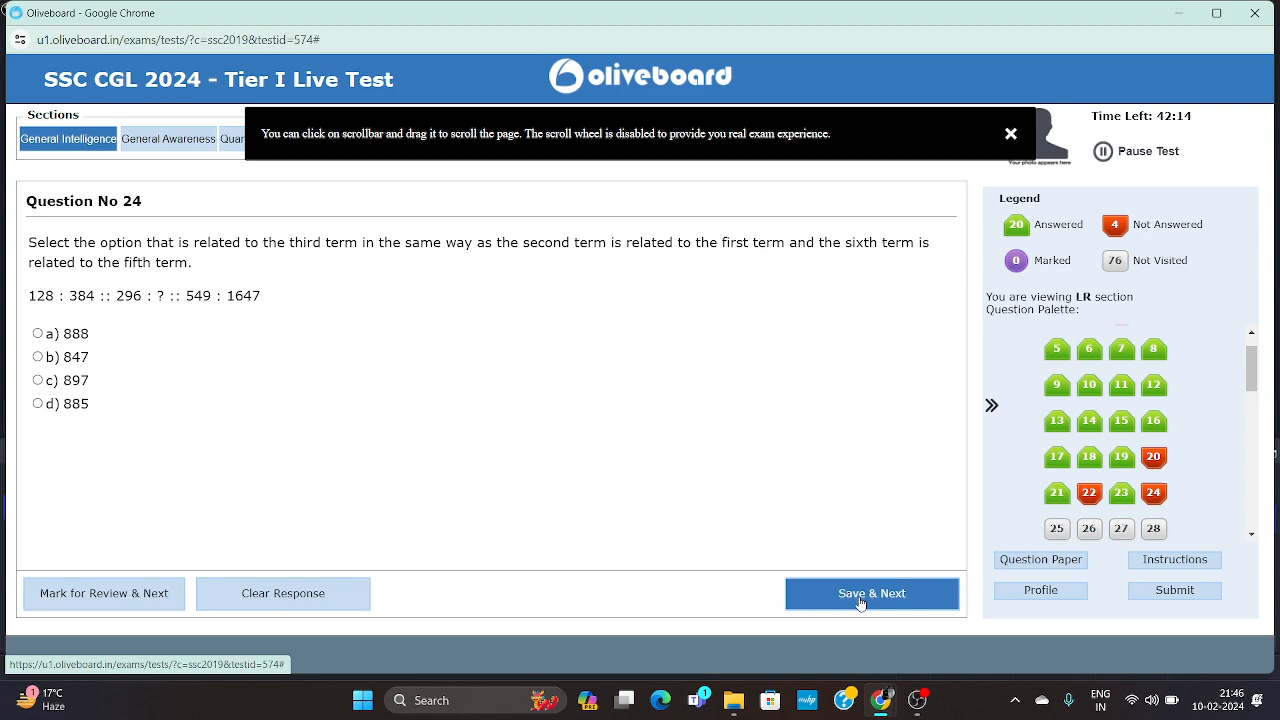 Oliveboard - Google Chrome
u1.oliveboard.in/exams/tests/?c=ssc2019&testid=574#
SSC CGL 2024 - Tier I Live Test
oliveboard
Sections
General Intelligence
General Awareness
Quar
You can click on scrollbar and drag it to scroll the page. The scroll wheel is disabled to provide you real exam experience.
Your photo appears here
Time Left: 42:14
Pause Test
Question No 24
Select the option that is related to the third term in the same way as the second term is related to the first term and the sixth term is
related to the fifth term.
128 : 384 :: 296 : ? :: 549 : 1647
a) 888
b) 847
c) 897
d) 885
Mark for Review & Next
Clear Response
Save & Next
Legend
20 Answered
4 Not Answered
0 Marked
76 Not Visited
You are viewing LR section
Question Palette:
5 6 7 8
9 10 11 12
13 14 15 16
17 18 19 20
21 22 23 24
25 26 27 28
Question Paper
Instructions
Profile
Submit
https://u1.oliveboard.in/exams/tests/?c=ssc2019&testid=574#
17°C
Haze
Search
ENG
IN
21:46
10-02-2024